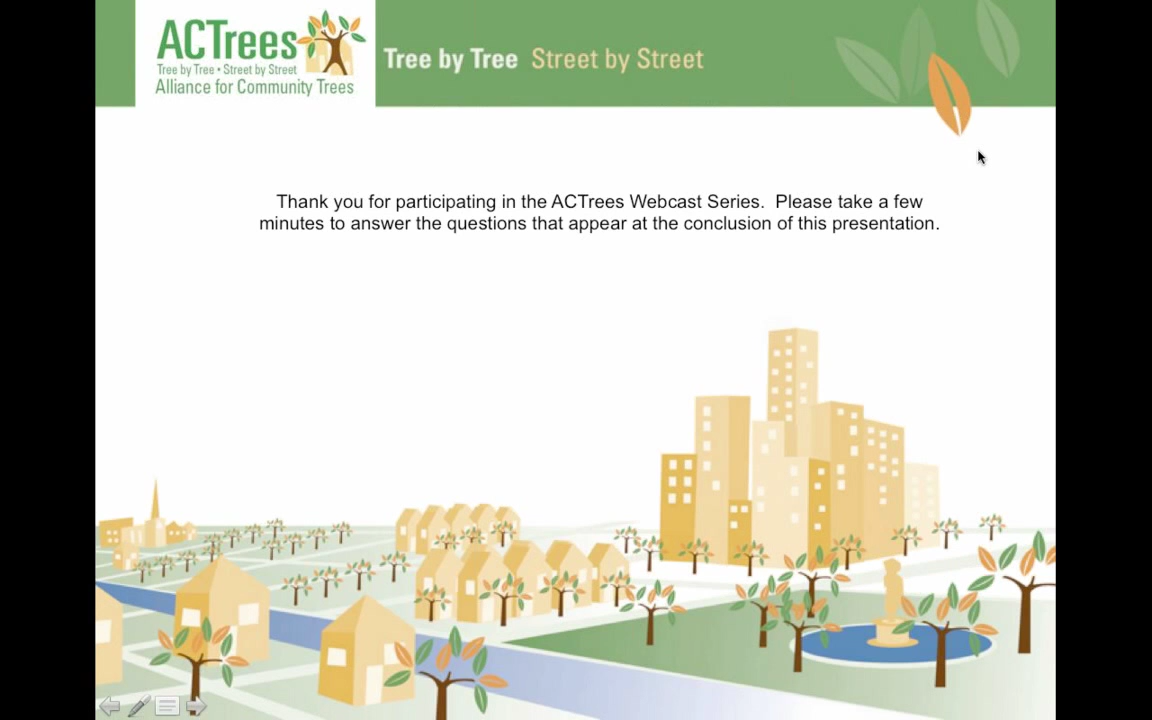 ACTrees
Tree by Tree • Street by Street
Alliance for Community Trees
Tree by Tree Street by Street
Thank you for participating in the ACTrees Webcast Series.  Please take a few
minutes to answer the questions that appear at the conclusion of this presentation.